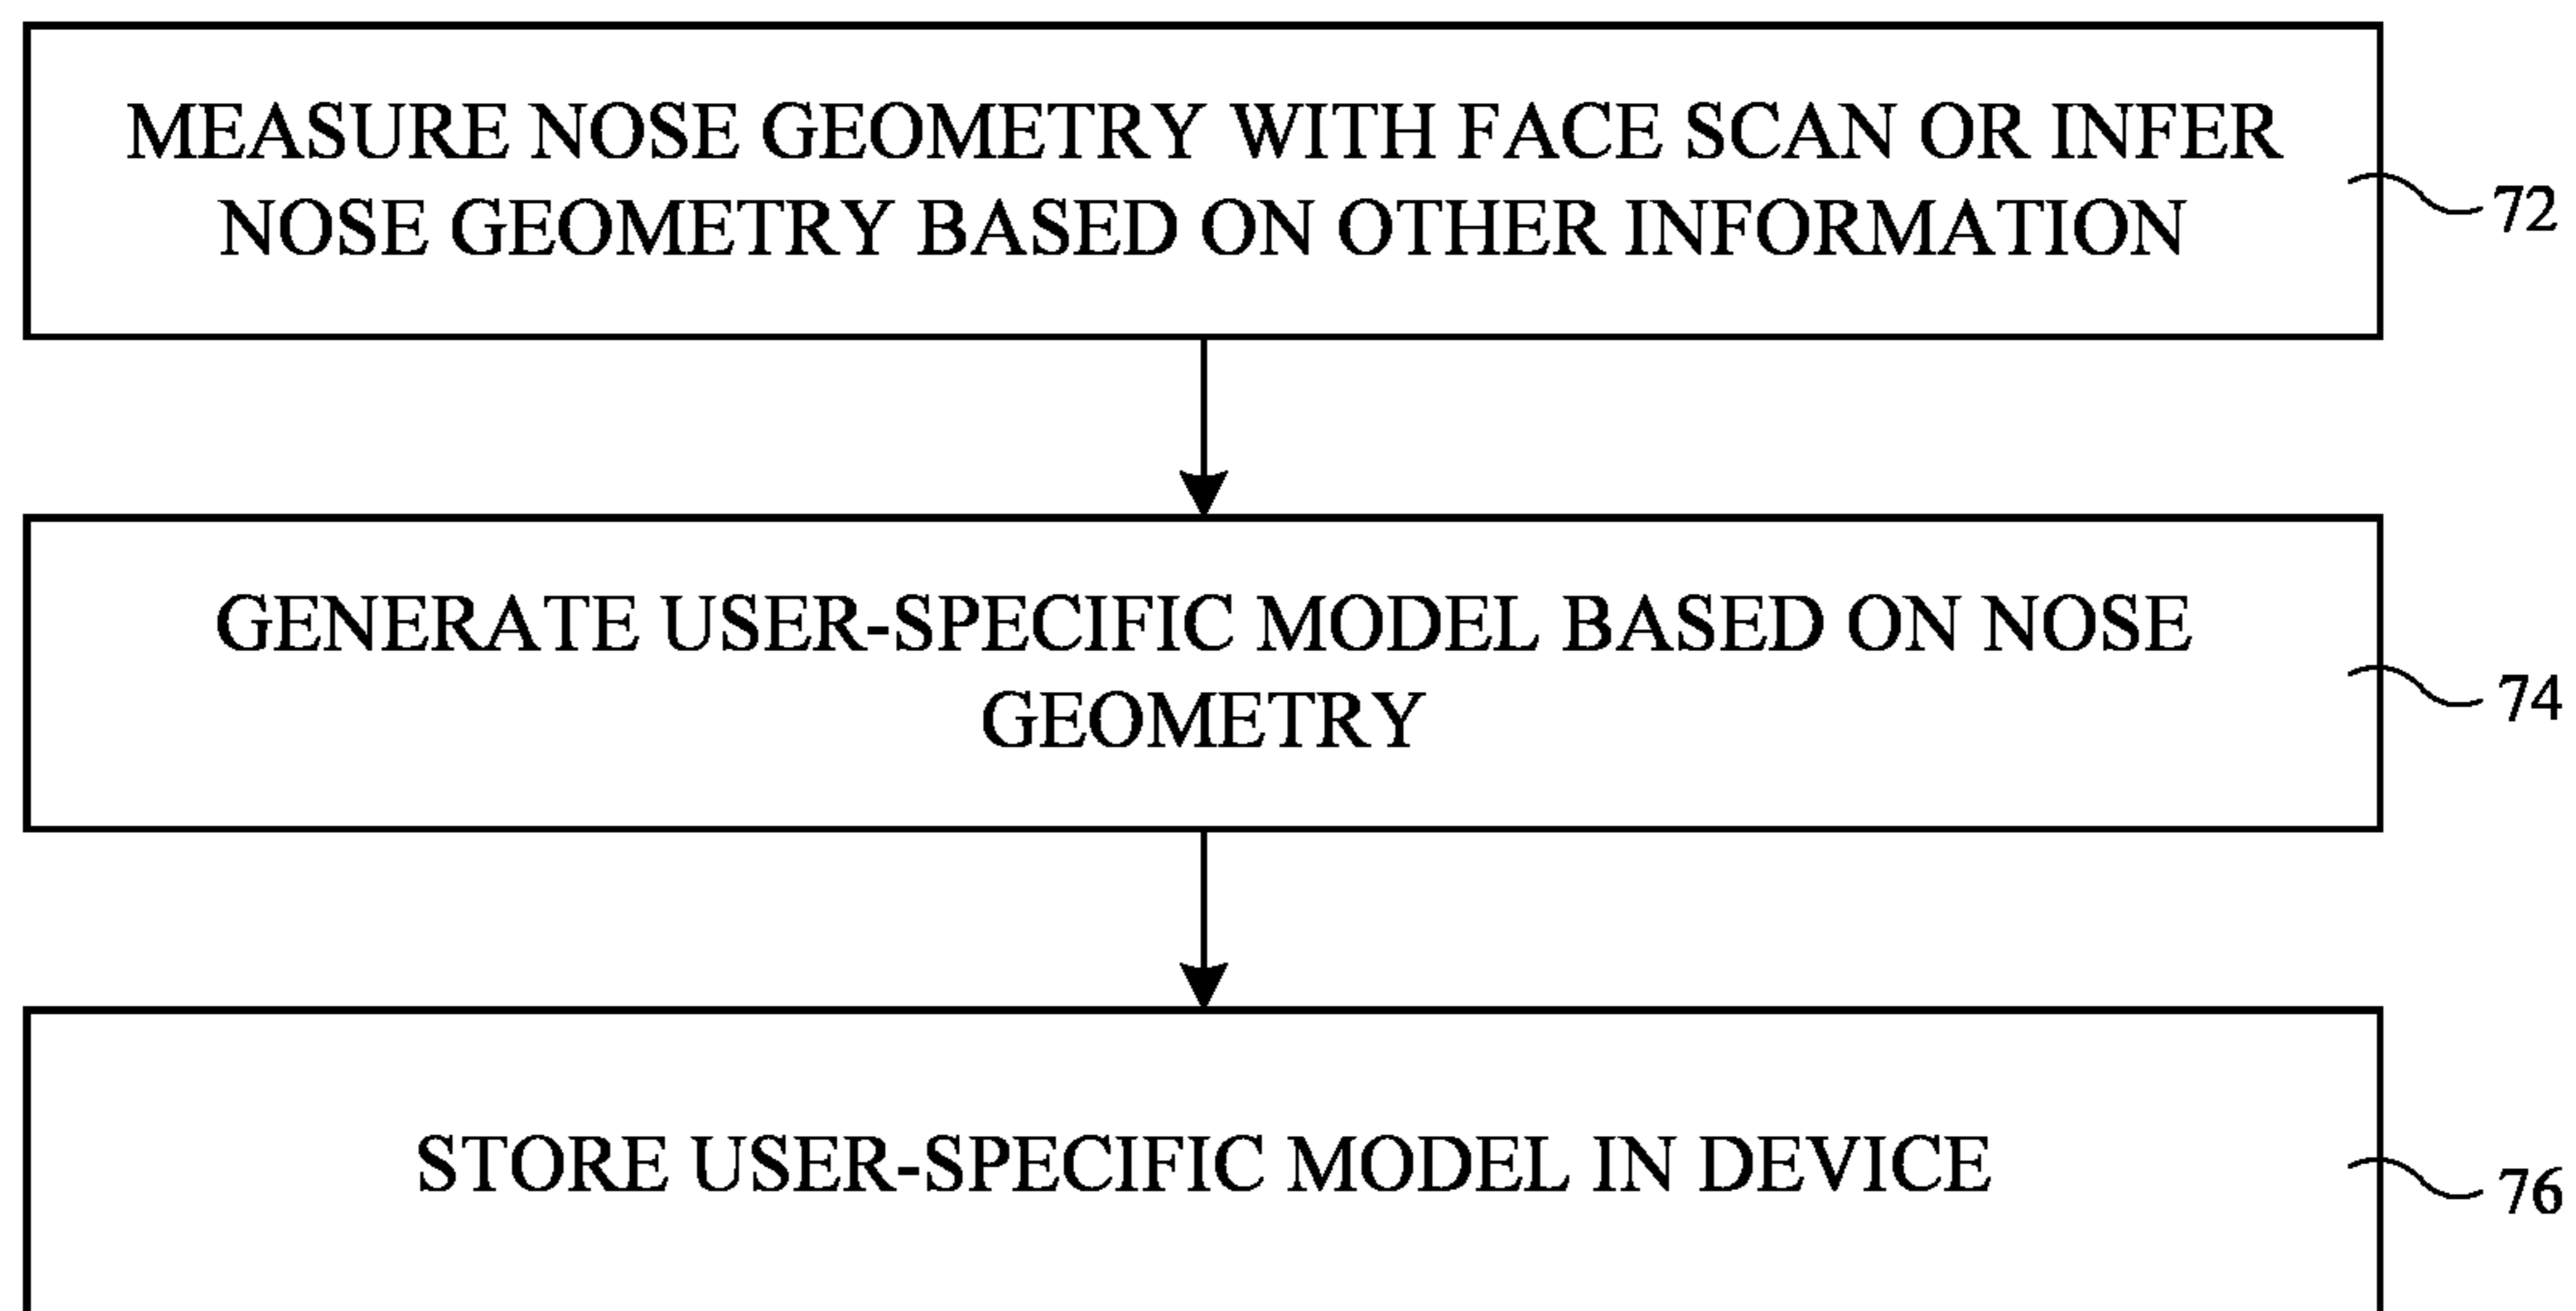 MEASURE NOSE GEOMETRY WITH FACE SCAN OR INFER
NOSE GEOMETRY BASED ON OTHER INFORMATION
72
GENERATE USER-SPECIFIC MODEL BASED ON NOSE
GEOMETRY
74
STORE USER-SPECIFIC MODEL IN DEVICE
76